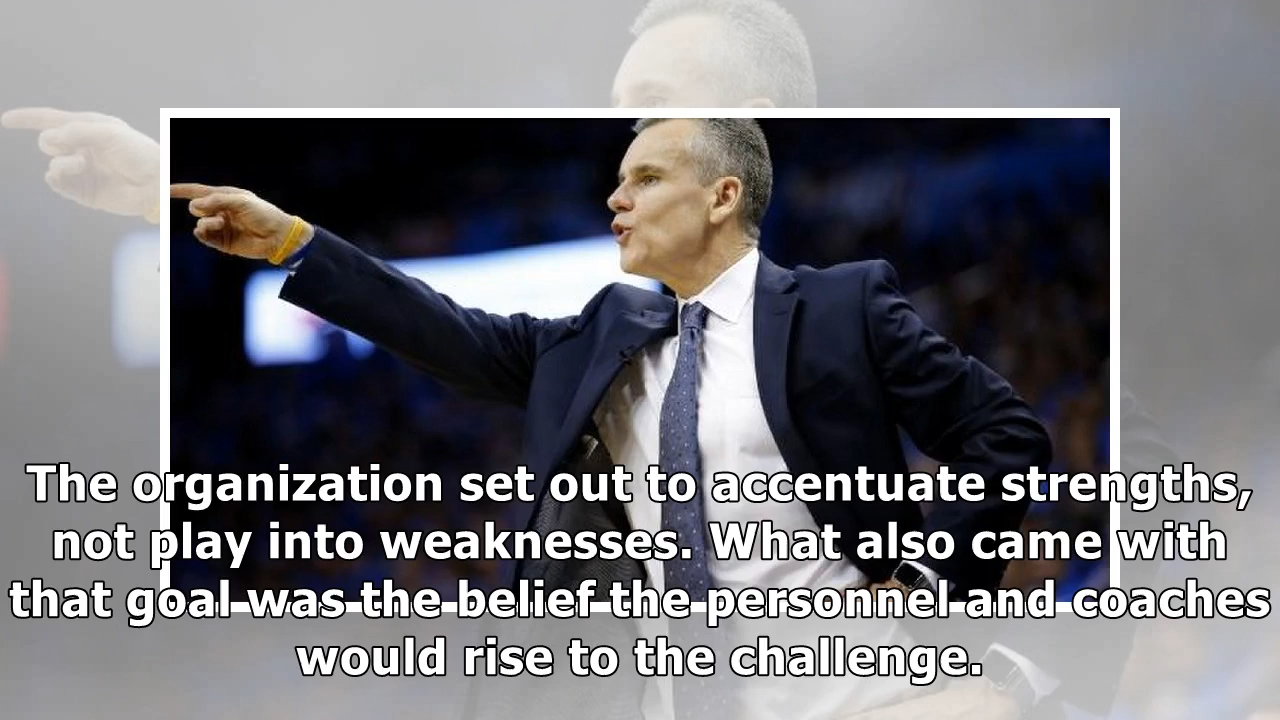 The organization set out to accentuate strengths,
not play into weaknesses. What also came with
that goal was the belief the personnel and coaches
would rise to the challenge.